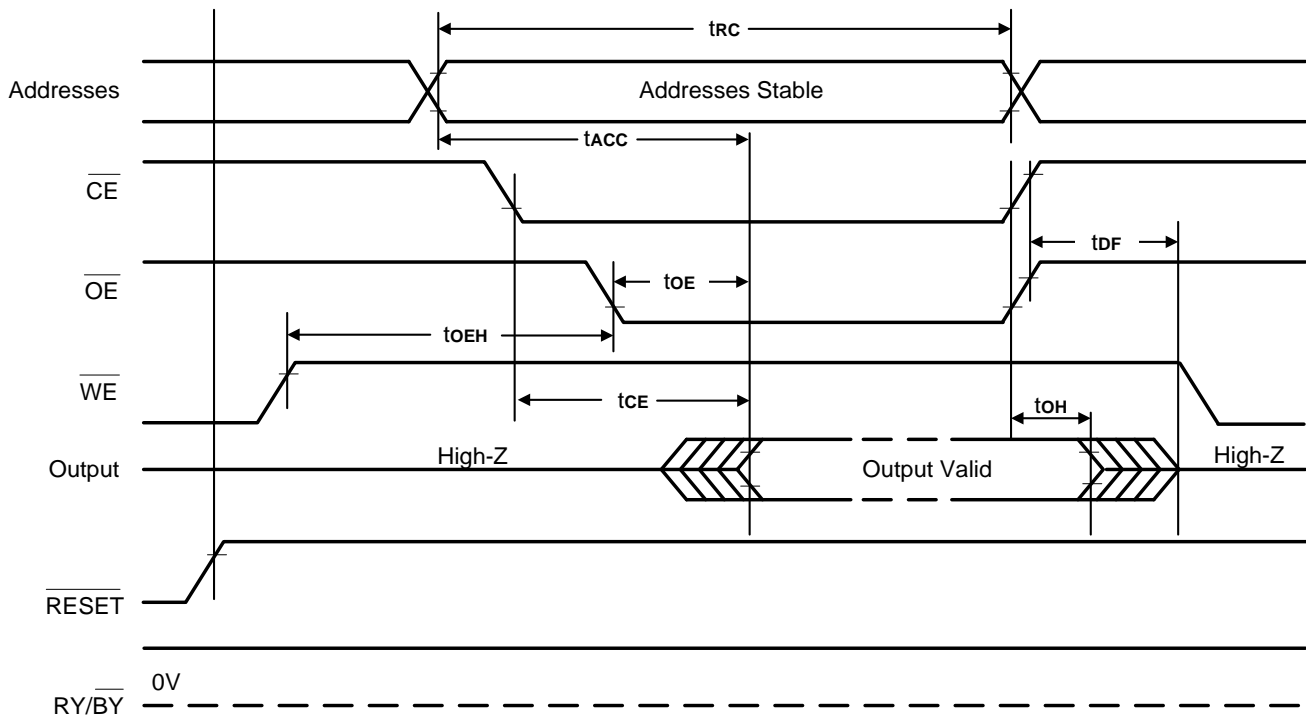 tRC
Addresses
Addresses Stable
tACC
CE
tDF
OE
tOE
tOEH
WE
tCE
tOH
Output
High-Z
Output Valid
High-Z
RESET
0V
RY/BY